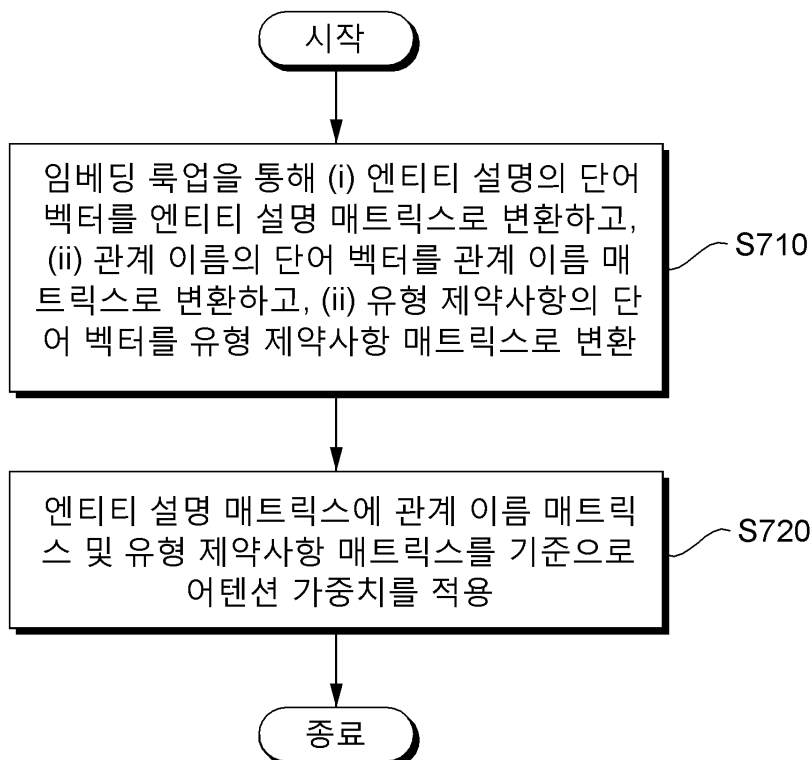 시작
임베딩 룩업을 통해 (i) 엔티티 설명의 단어
벡터를 엔티티 설명 매트릭스로 변환하고,
(ii) 관계 이름의 단어 벡터를 관계 이름 매
트릭스로 변환하고, (ii) 유형 제약사항의 단
어 벡터를 유형 제약사항 매트릭스로 변환
S710
엔티티 설명 매트릭스에 관계 이름 매트릭
스 및 유형 제약사항 매트릭스를 기준으로
어텐션 가중치를 적용
S720
종료